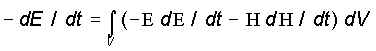 - dE / dt = ∫V (-E dE / dt - H dH / dt) dV